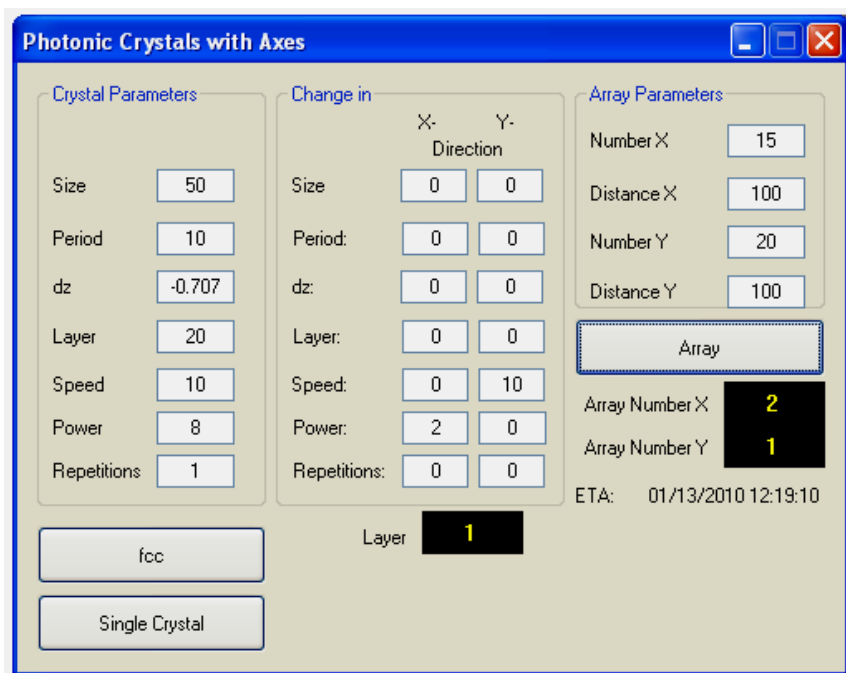 Photonic Crystals with Axes
Crystal Parameters
Size 50
Period 10
dz -0.707
Layer 20
Speed 10
Power 8
Repetitions 1
fcc
Single Crystal
Change in
X- Y-
Direction
Size 0 0
Period: 0 0
dz: 0 0
Layer: 0 0
Speed: 0 10
Power: 2 0
Repetitions: 0 0
Layer 1
Array Parameters
Number X 15
Distance X 100
Number Y 20
Distance Y 100
Array
Array Number X 2
Array Number Y 1
ETA: 01/13/2010 12:19:10